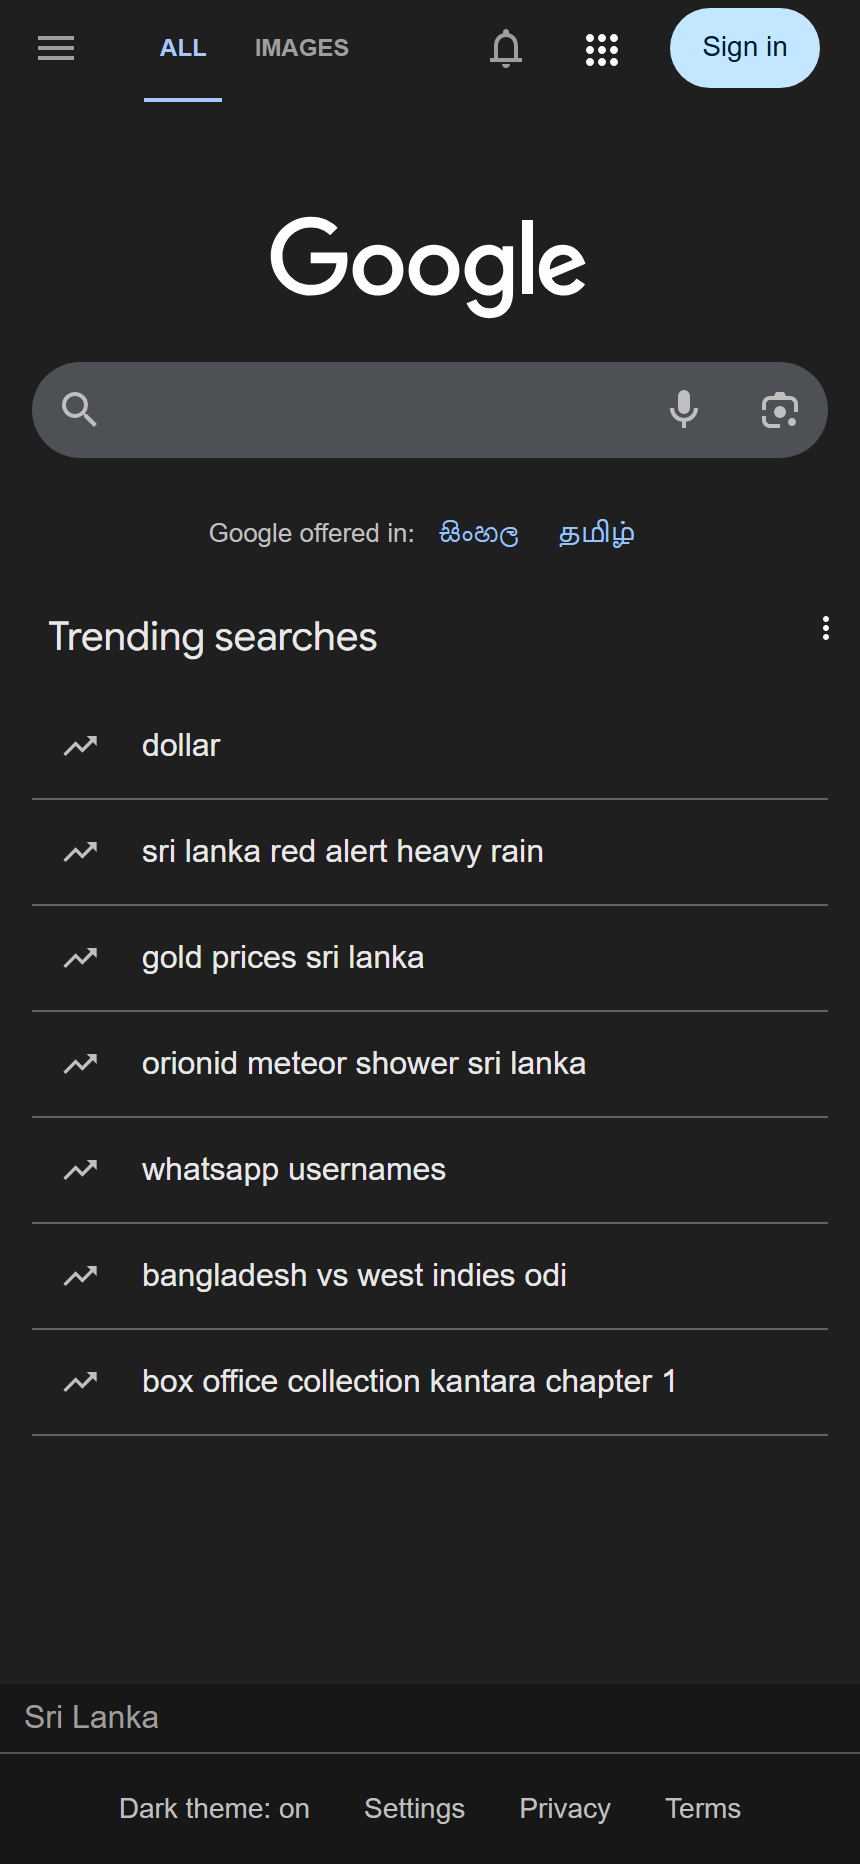 ALL IMAGES Sign in
Google
Google offered in: සිංහල தமிழ்
Trending searches
dollar
sri lanka red alert heavy rain
gold prices sri lanka
orionid meteor shower sri lanka
whatsapp usernames
bangladesh vs west indies odi
box office collection kantara chapter 1
Sri Lanka
Dark theme: on Settings Privacy Terms